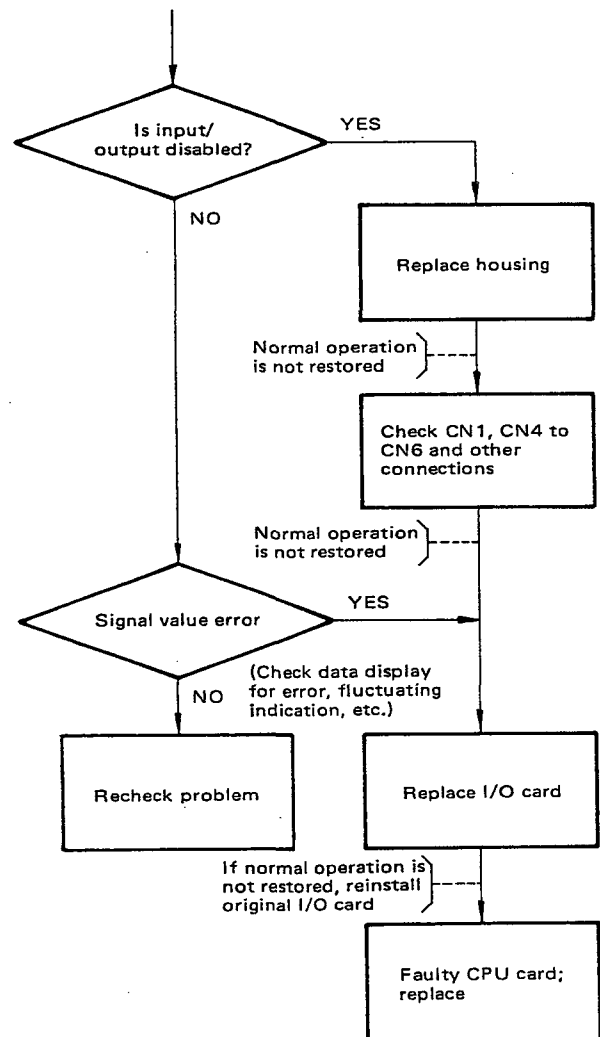 Is input/
output disabled?
YES
NO
Replace housing
Normal operation
is not restored
Check CN1, CN4 to
CN6 and other
connections
Normal operation
is not restored
Signal value error
YES
(Check data display
for error, fluctuating
indication, etc.)
NO
Recheck problem
Replace I/O card
If normal operation is
not restored, reinstall
original I/O card
Faulty CPU card;
replace